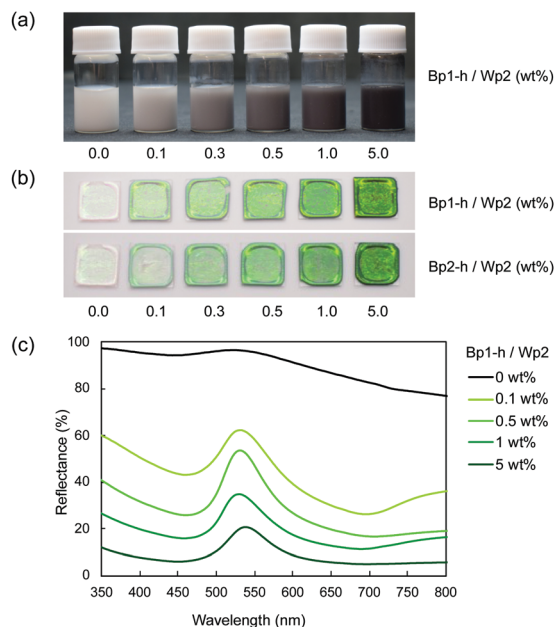 (a)
Bp1-h / Wp2 (wt%)
0.0 0.1 0.3 0.5 1.0 5.0
(b)
Bp1-h / Wp2 (wt%)
Bp2-h / Wp2 (wt%)
0.0 0.1 0.3 0.5 1.0 5.0
(c)
Bp1-h / Wp2
0 wt%
0.1 wt%
0.5 wt%
1 wt%
5 wt%
Reflectance (%)
100
80
60
40
20
0
350 400 450 500 550 600 650 700 750 800
Wavelength (nm)